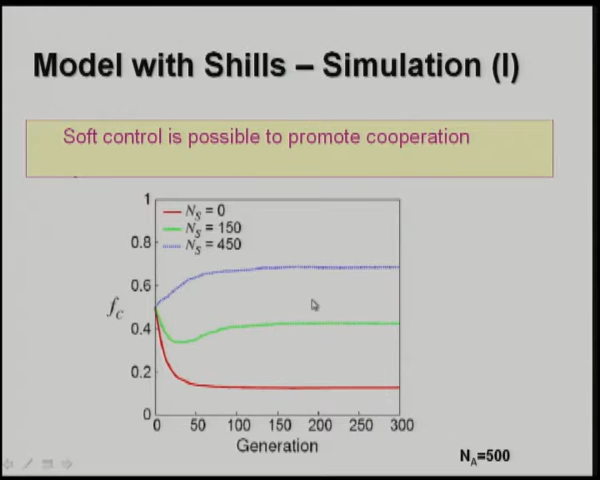 Model with Shills – Simulation (I)
Soft control is possible to promote cooperation
1
N_S = 0
N_S = 150
0.8
N_S = 450
0.6
f_c
0.4
0.2
0
0 50 100 150 200 250 300
Generation
N_A=500